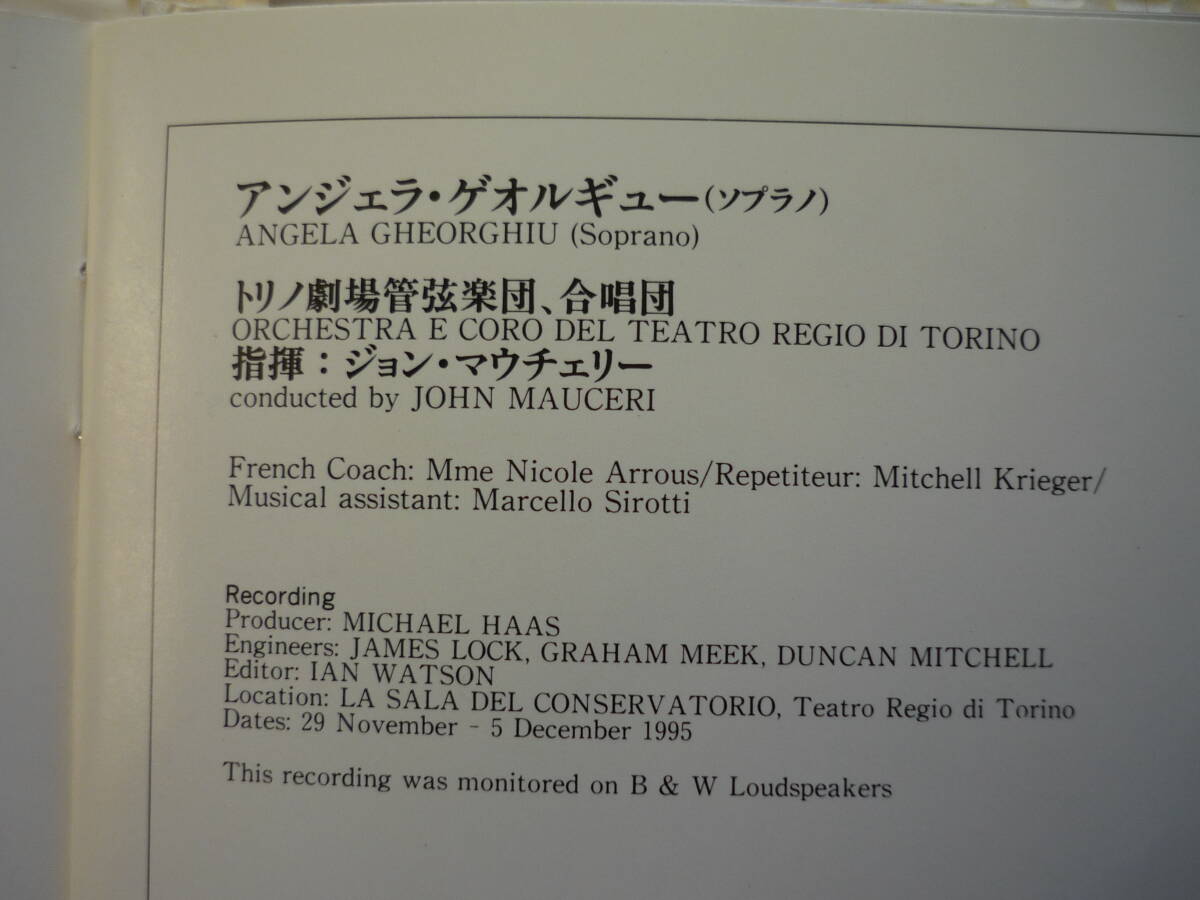 アンジェラ・ゲオルギュー(ソプラノ)
ANGELA GHEORGHIU (Soprano)
トリノ劇場管弦楽団、合唱団
ORCHESTRA E CORO DEL TEATRO REGIO DI TORINO
指揮：ジョン・マウチェリー
conducted by JOHN MAUCERI
French Coach: Mme Nicole Arrous/Repetiteur: Mitchell Krieger/
Musical assistant: Marcello Sirotti
Recording
Producer: MICHAEL HAAS
Engineers: JAMES LOCK, GRAHAM MEEK, DUNCAN MITCHELL
Editor: IAN WATSON
Location: LA SALA DEL CONSERVATORIO, Teatro Regio di Torino
Dates: 29 November - 5 December 1995
This recording was monitored on B & W Loudspeakers